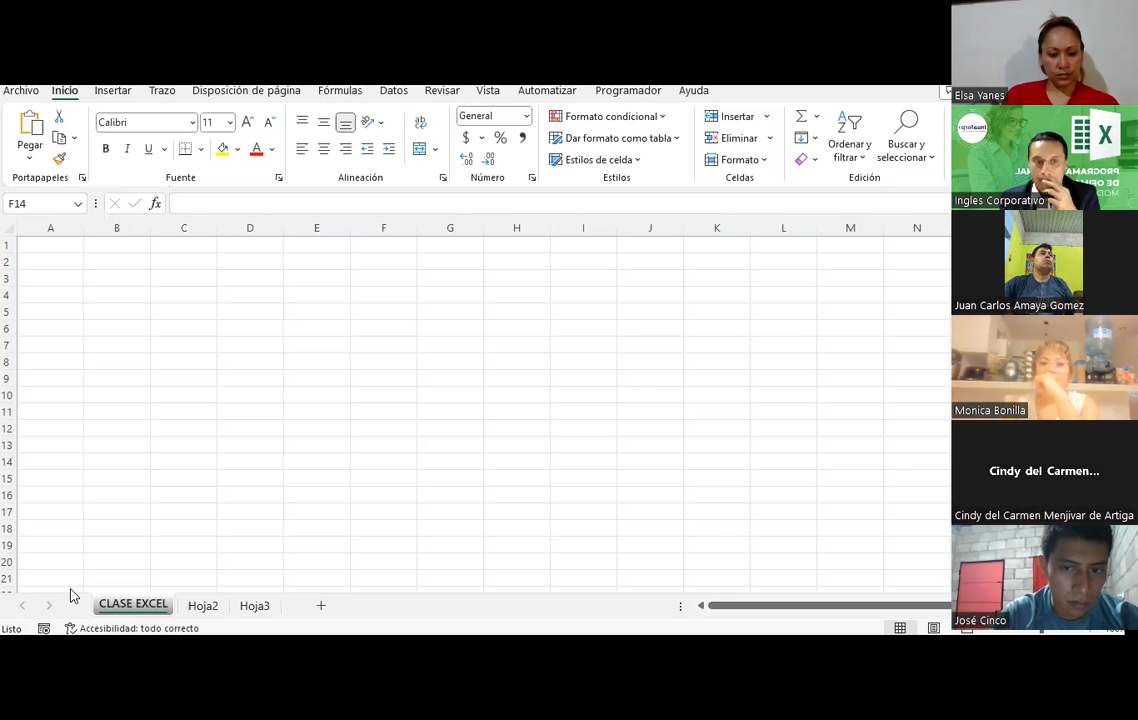 Archivo Inicio Insertar Trazo Disposición de página Fórmulas Datos Revisar Vista Automatizar Programador Ayuda
Pegar
Portapapeles
Calibri 11
Fuente
Alineación
General
Número
Formato condicional
Dar formato como tabla
Estilos de celda
Estilos
Insertar
Eliminar
Formato
Celdas
Ordenar y
filtrar
Buscar y
seleccionar
Edición
F14
A B C D E F G H I J K L M N
1
2
3
4
5
6
7
8
9
10
11
12
13
14
15
16
17
18
19
20
21
CLASE EXCEL Hoja2 Hoja3
Listo Accesibilidad: todo correcto
Elsa Yanes
Ingles Corporativo
Juan Carlos Amaya Gomez
Monica Bonilla
Cindy del Carmen...
Cindy del Carmen Menjivar de Artiga
José Cinco